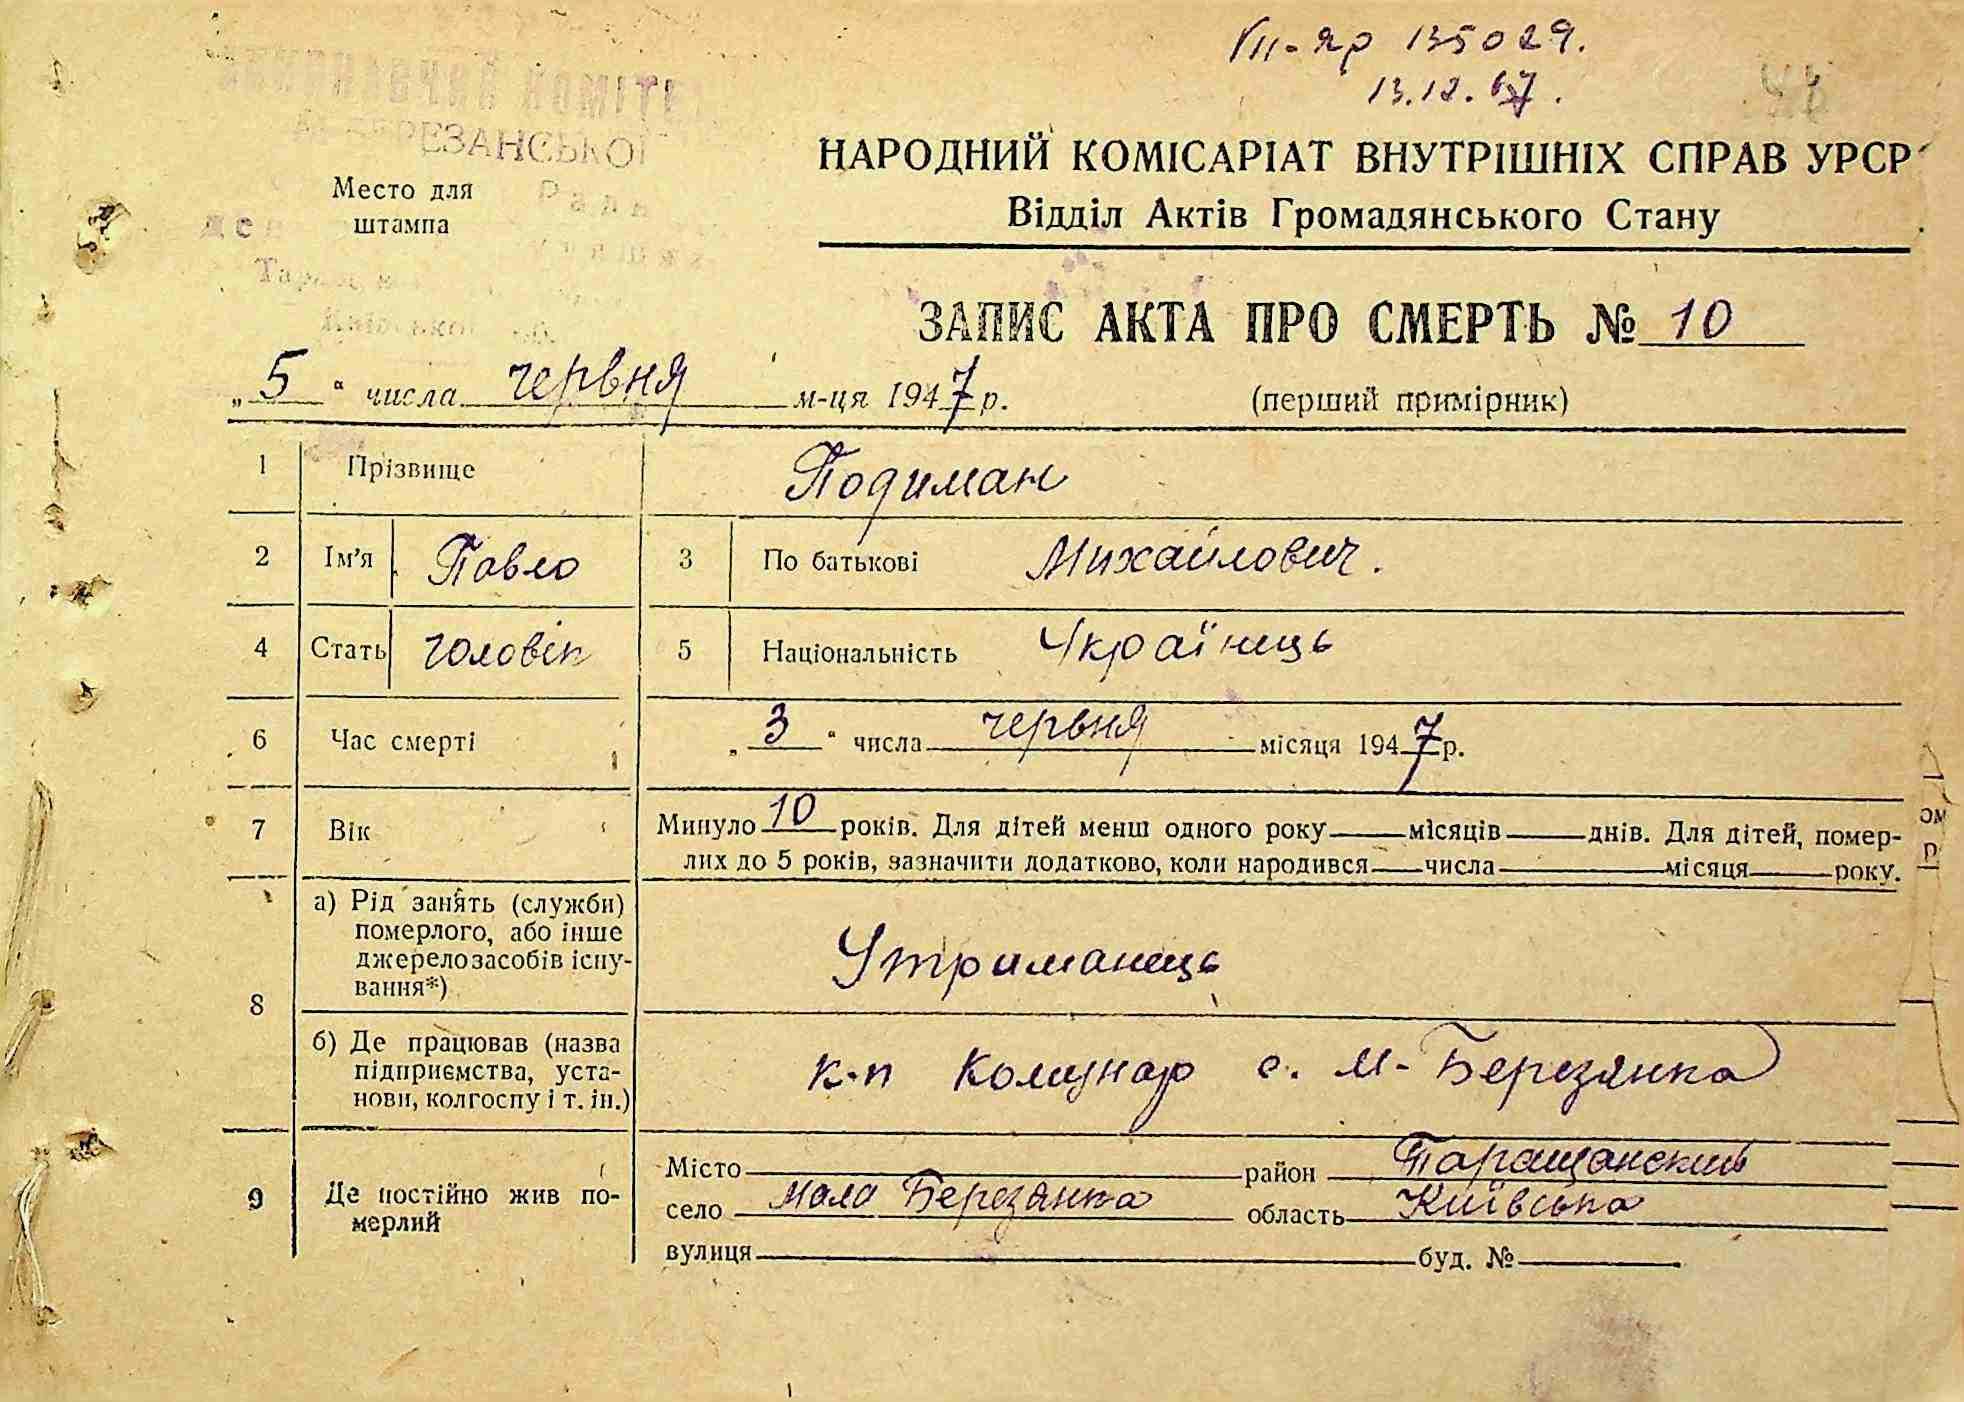 VII-ЯР 135029.
13.12.67.
КОМІТЕТ
БЕРЕЗАНСЬКОЇ
Место для
штампа
НАРОДНИЙ КОМІСАРІАТ ВНУТРІШНІХ СПРАВ УРСР
Відділ Актів Громадянського Стану
ЗАПИС АКТА ПРО СМЕРТЬ № 10
„5“ числа червня м-ця 1947 р. (перший примірник)
1 Прізвище Подиман
2 Ім'я Павло 3 По батькові Михайлович.
4 Стать чоловік 5 Національність Українець
6 Час смерті „3“ числа червня місяця 1947 р.
7 Вік Минуло 10 років. Для дітей менш одного року місяців днів. Для дітей, помер-
лих до 5 років, зазначити додатково, коли народився числа місяця року.
8 а) Рід занять (служби)
померлого, або інше
джерело засобів існу-
вання*) Утриманець
б) Де працював (назва
підприємства, уста-
нови, колгоспу і т. ін.) к-п Комунар с. М-Березянка
9 Де постійно жив по-
мерлий
Місто район Таращанский
село Мала Березянка область Київська
вулиця буд. №